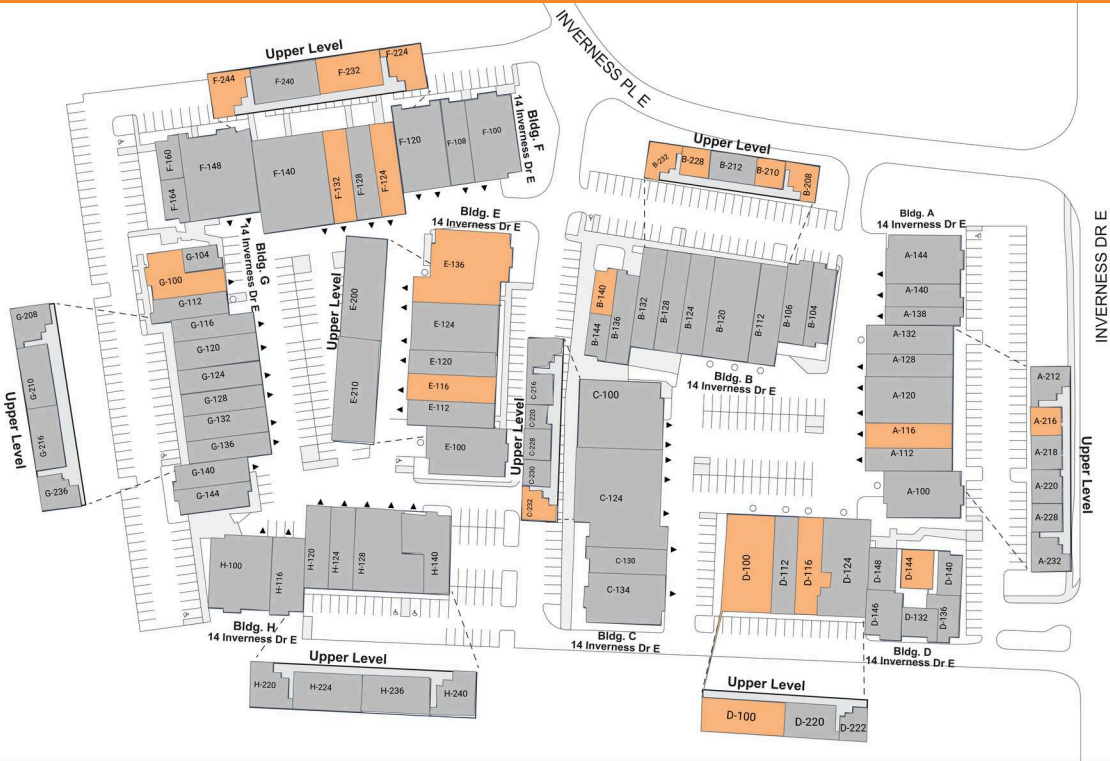 INVERNESS PL E
INVERNESS DR E
Upper Level
F-244
F-240
F-232
F-224
F-160
F-164
F-148
F-140
F-132
F-128
F-124
F-120
F-108
F-100
Bldg. F
14 Inverness Dr E
Upper Level
B-232
B-228
B-212
B-210
B-208
Bldg. E
14 Inverness Dr E
E-136
E-124
E-120
E-116
E-112
E-100
Upper Level
E-200
E-210
Bldg. G
14 Inverness Dr E
G-104
G-100
G-112
G-116
G-120
G-124
G-128
G-132
G-136
G-140
G-144
Upper Level
G-208
G-210
G-216
G-236
B-140
B-144
B-136
B-132
B-128
B-124
B-120
B-112
B-106
B-104
Bldg. B
14 Inverness Dr E
Bldg. A
14 Inverness Dr E
A-144
A-140
A-138
A-132
A-128
A-120
A-116
A-112
A-100
Upper Level
A-212
A-216
A-218
A-220
A-228
A-232
Upper Level
C-216
C-220
C-228
C-230
C-232
C-100
C-124
C-130
C-134
Bldg. C
14 Inverness Dr E
H-100
H-116
H-120
H-124
H-128
H-140
Bldg. H
14 Inverness Dr E
Upper Level
H-220
H-224
H-236
H-240
D-100
D-112
D-116
D-124
D-148
D-144
D-140
D-146
D-132
D-136
Bldg. D
14 Inverness Dr E
Upper Level
D-100
D-220
D-222